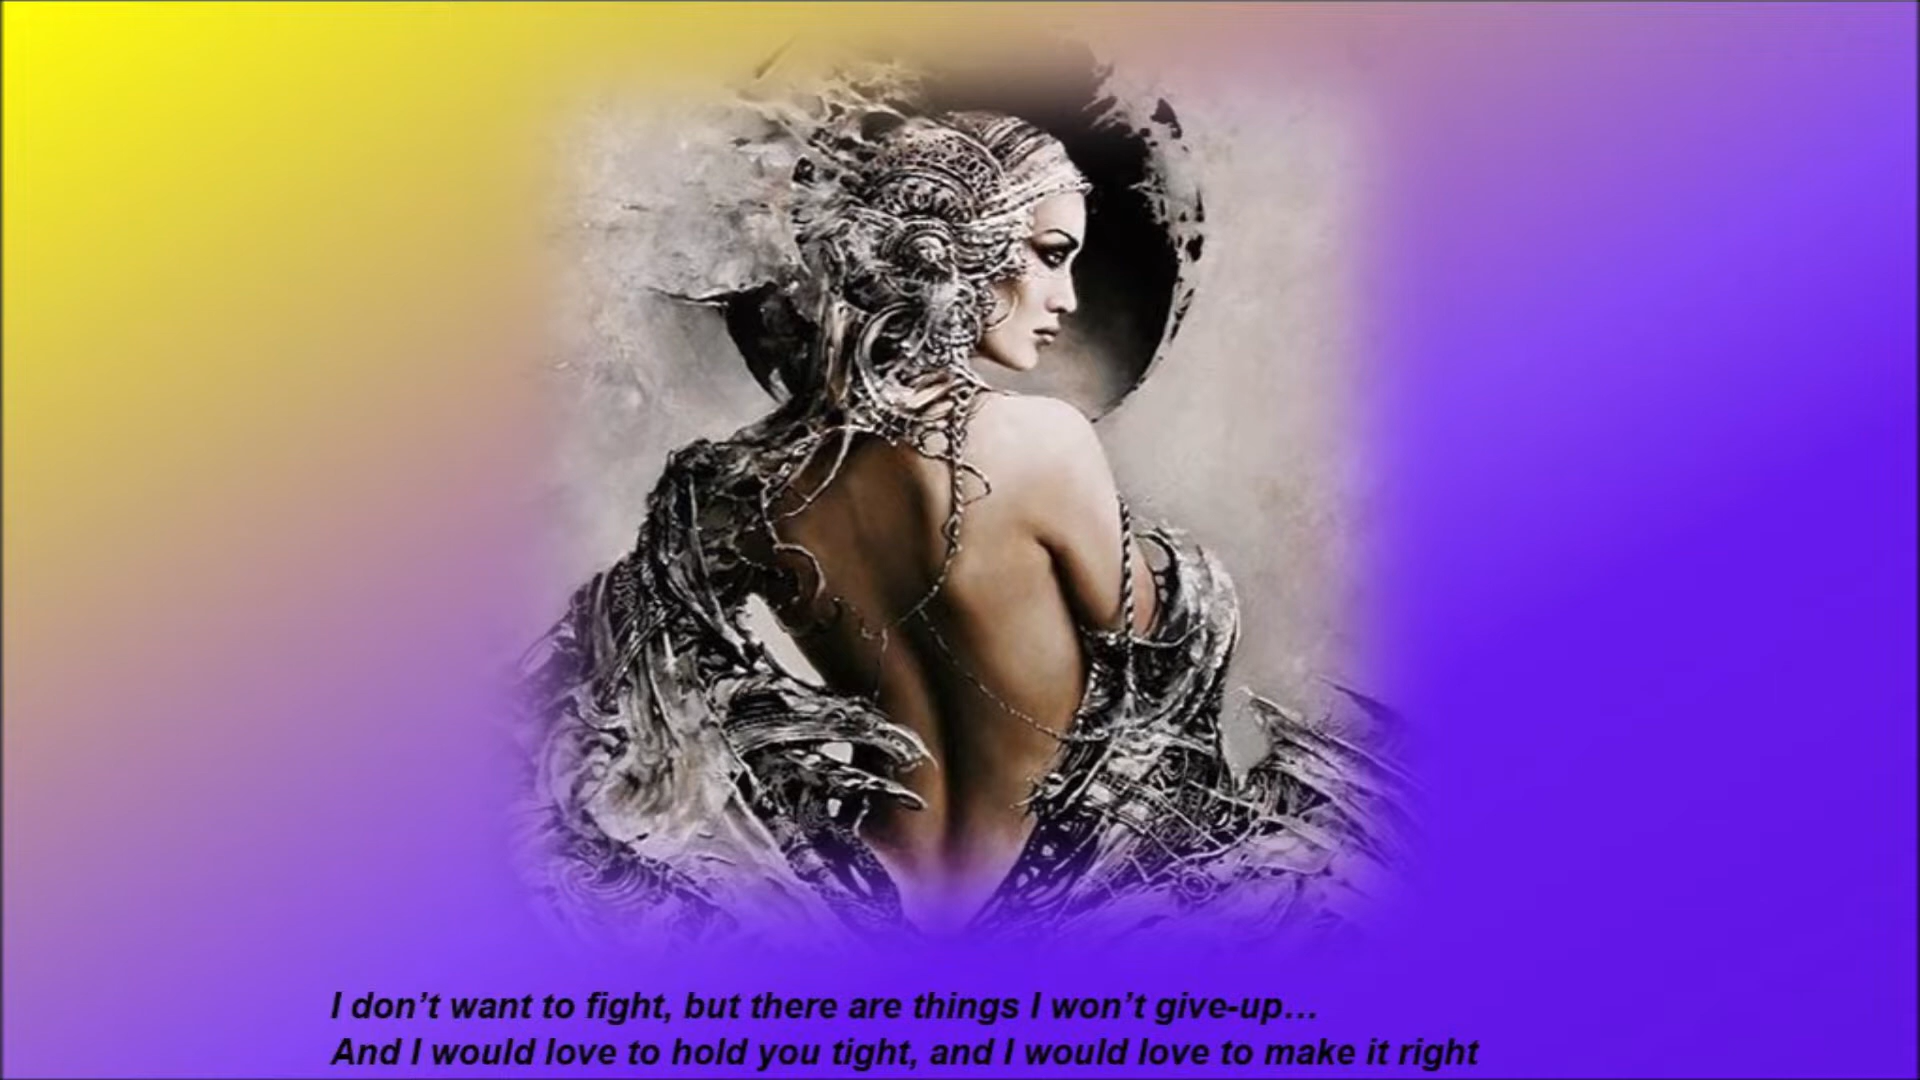 I don’t want to fight, but there are things I won’t give-up…
And I would love to hold you tight, and I would love to make it right